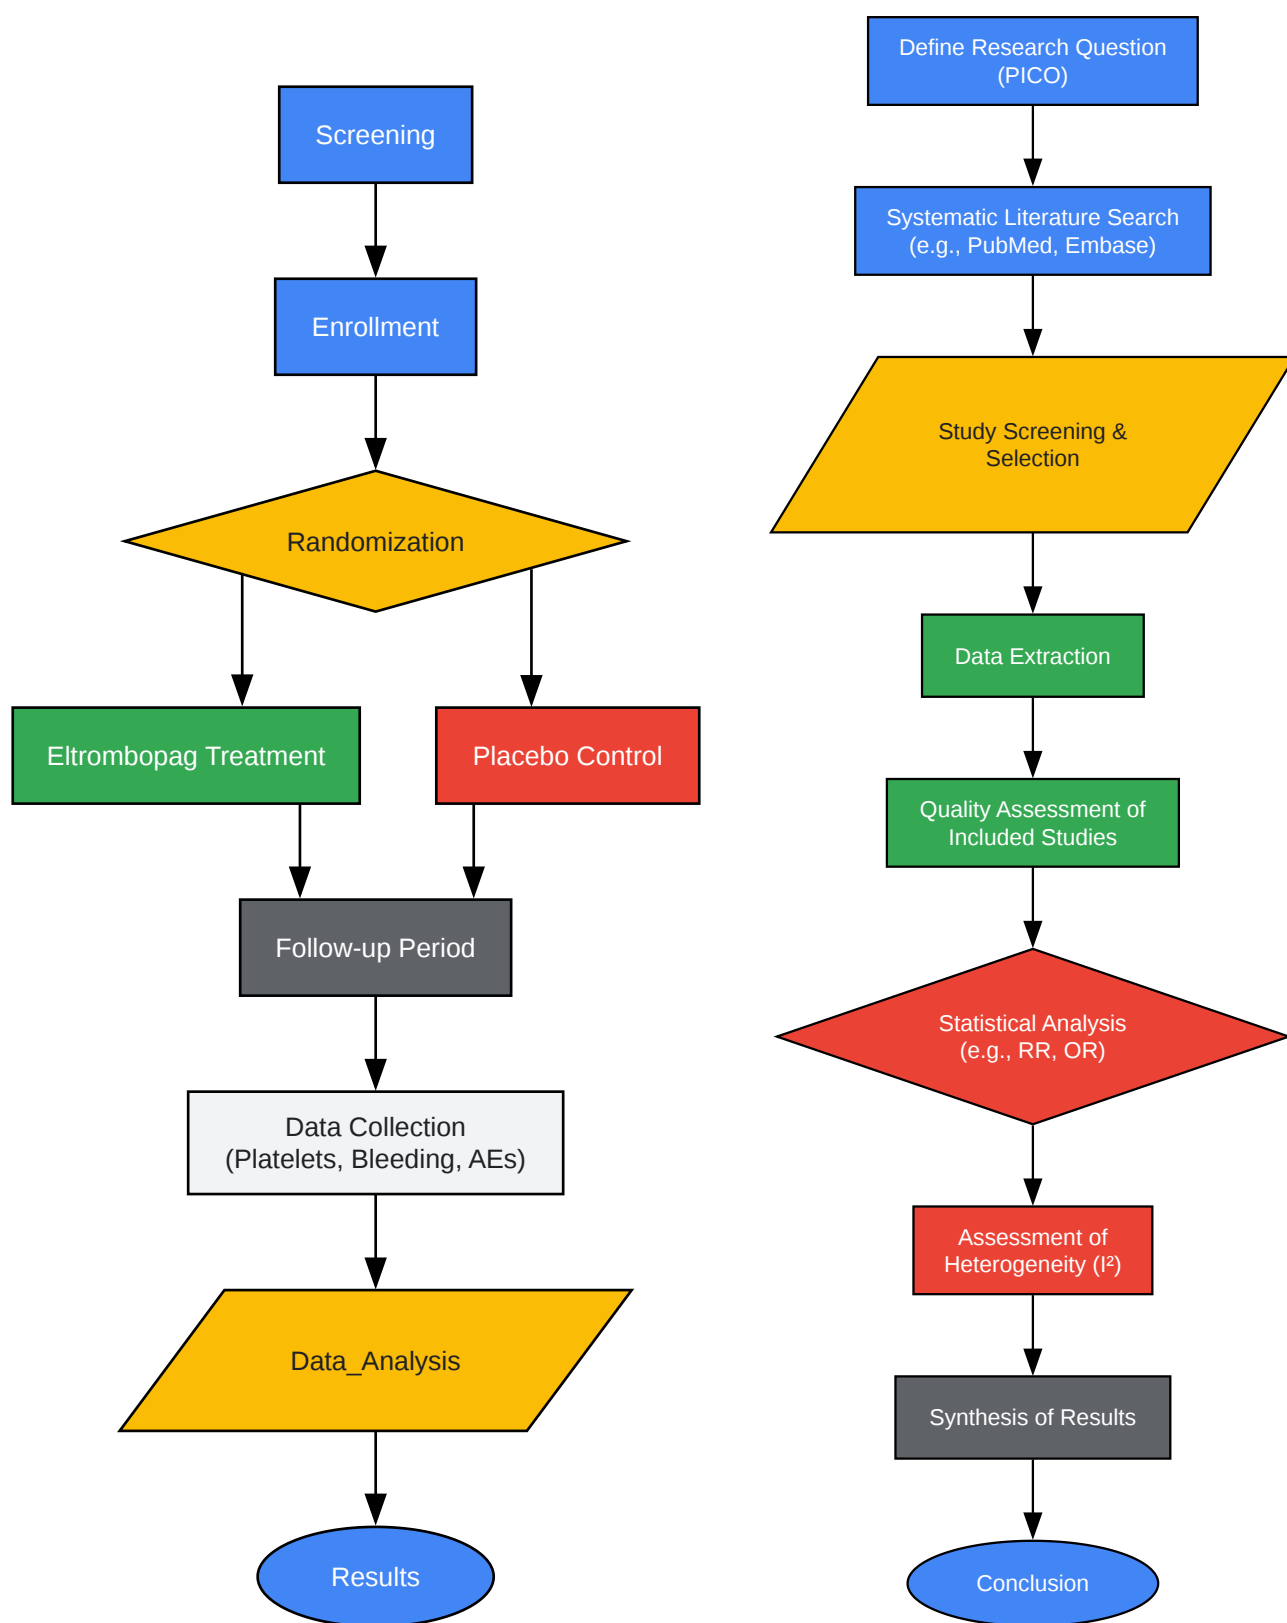 Screening
Enrollment
Randomization
Eltrombopag Treatment
Placebo Control
Follow-up Period
Data Collection
(Platelets, Bleeding, AEs)
Data_Analysis
Results
Define Research Question
(PICO)
Systematic Literature Search
(e.g., PubMed, Embase)
Study Screening &
Selection
Data Extraction
Quality Assessment of
Included Studies
Statistical Analysis
(e.g., RR, OR)
Assessment of
Heterogeneity (I²)
Synthesis of Results
Conclusion